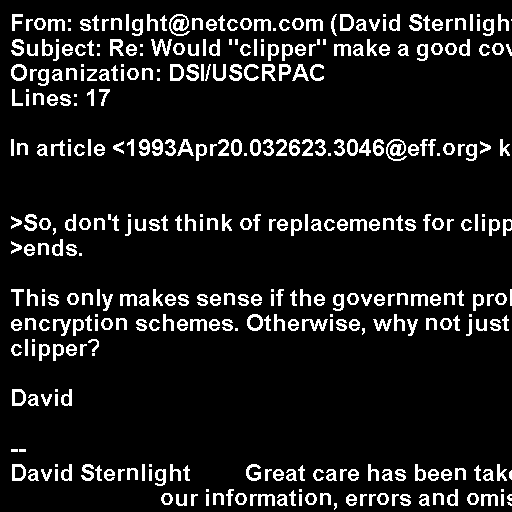 From: strnlght@netcom.com (David Sternligh
Subject: Re: Would "clipper" make a good cov
Organization: DSI/USCRPAC
Lines: 17
In article <1993Apr20.032623.3046@eff.org> k
>So, don't just think of replacements for clipp
>ends.
This only makes sense if the government pro
encryption schemes. Otherwise, why not just
clipper?
David
--
David Sternlight Great care has been take
our information, errors and omis